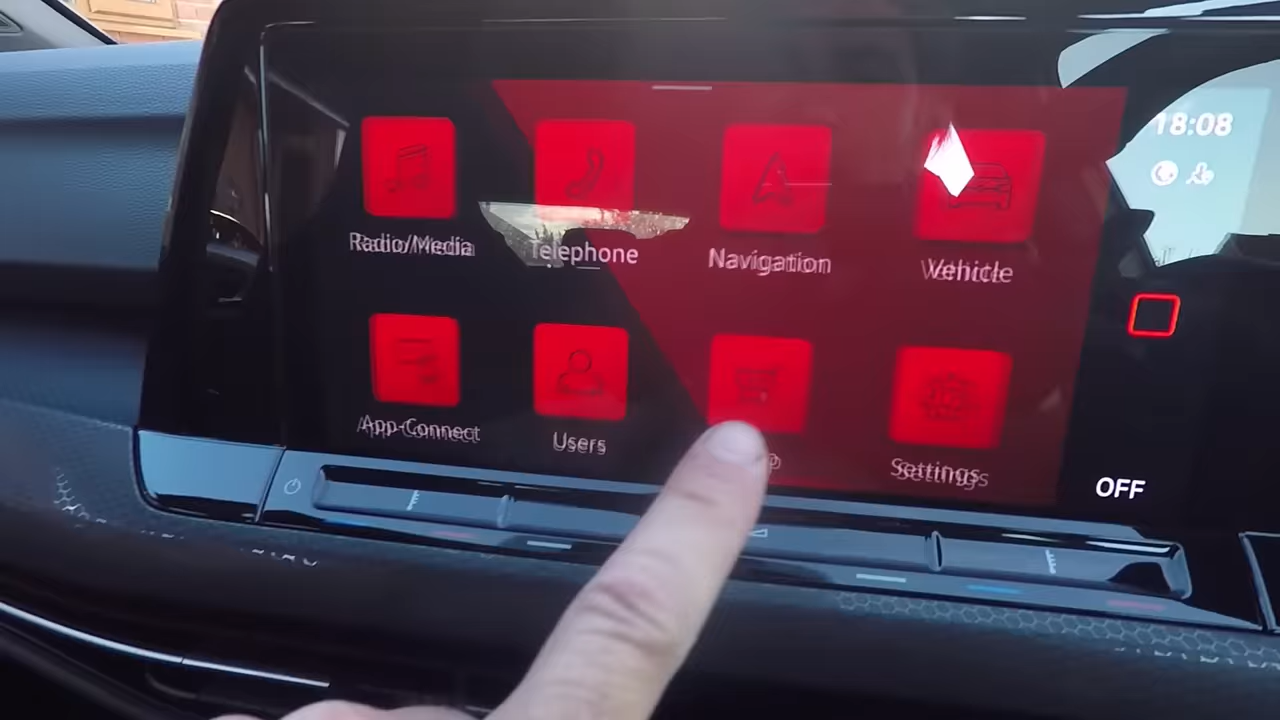 18:08
Radio/Media
Telephone
Navigation
Vehicle
App-Connect
Users
Settings
OFF